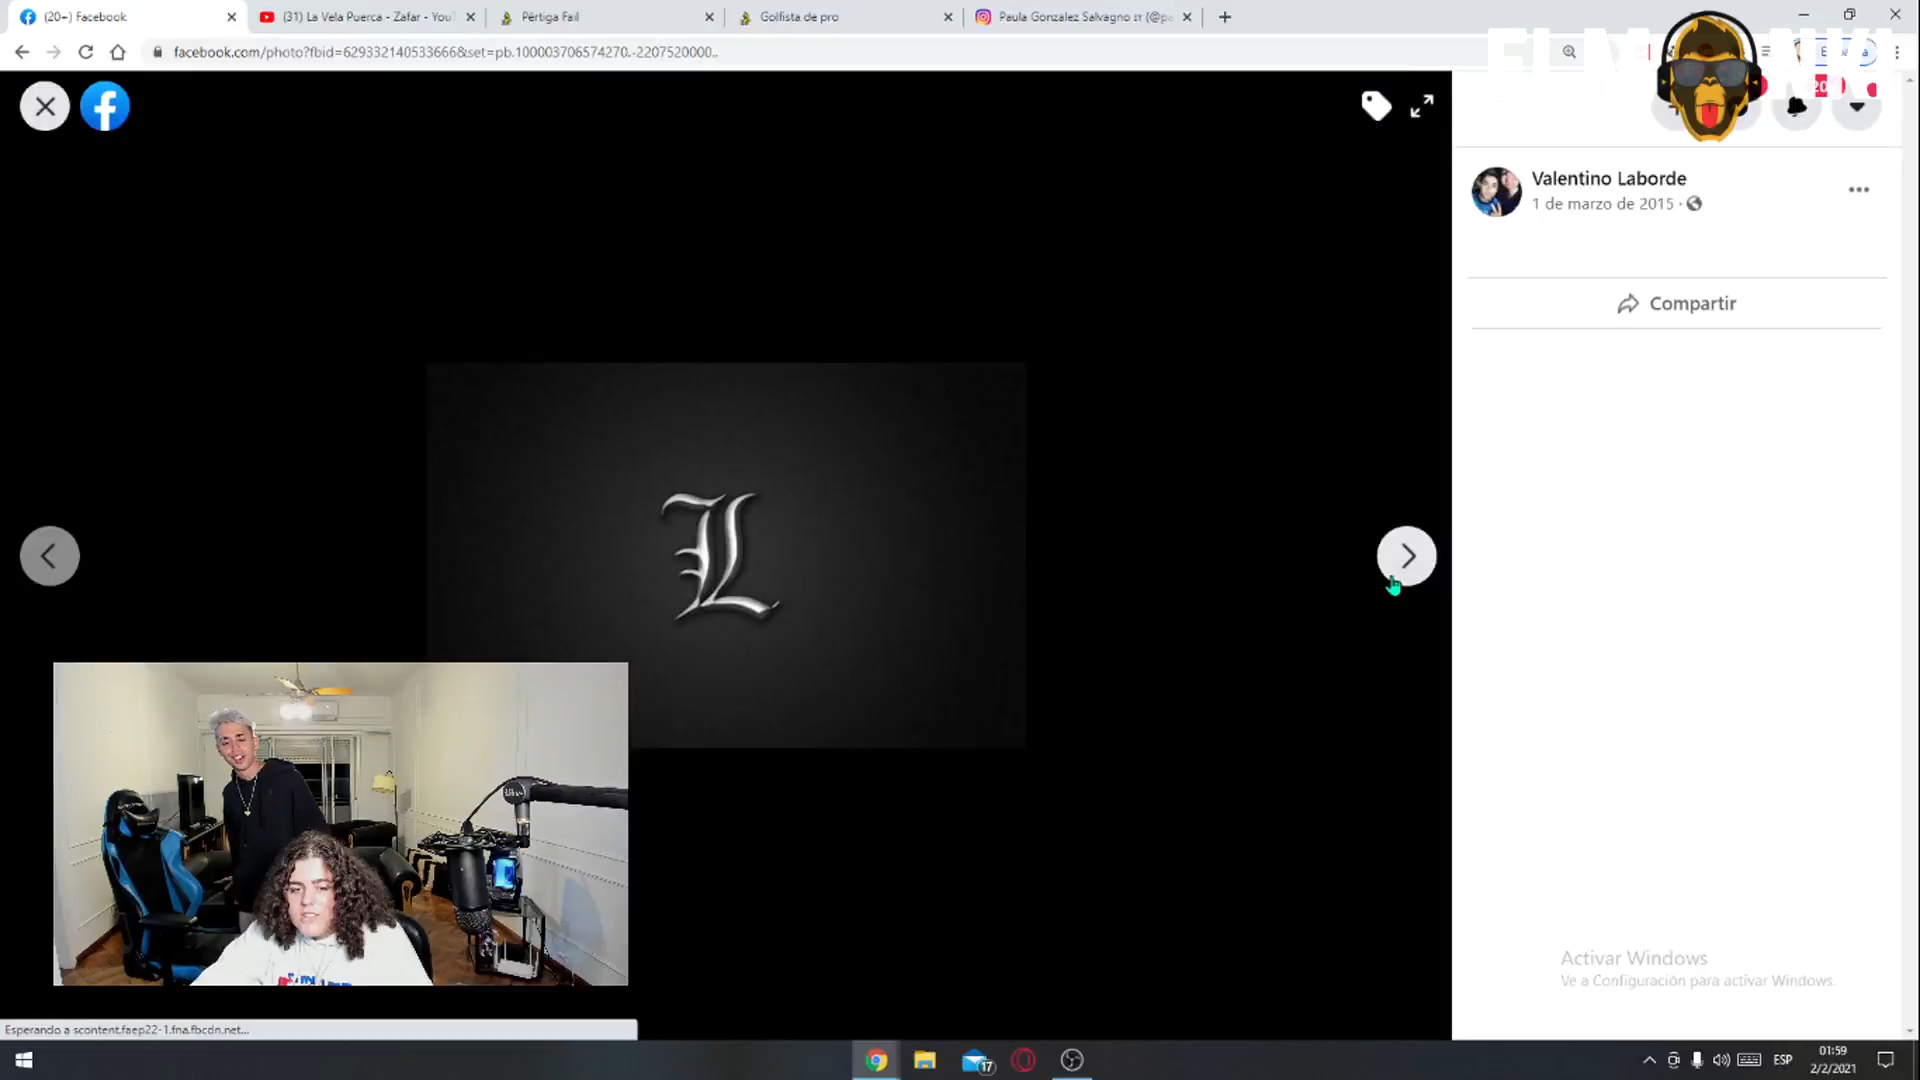 (20+) Facebook
(31) La Vela Puerca - Zafar - You
Pértiga Fail
Golfista de pro
Paula Gonzalez Salvagno
facebook.com/photo?fbid=6293321405336666&set=pb.100003706574270.-2207520000..
Valentino Laborde
1 de marzo de 2015
Compartir
L
Activar Windows
Ve a Configuración para activar Windows.
Esperando a scontent.faep22-1.fna.fbcdn.net...
17
ESP
01:59
2/2/2021